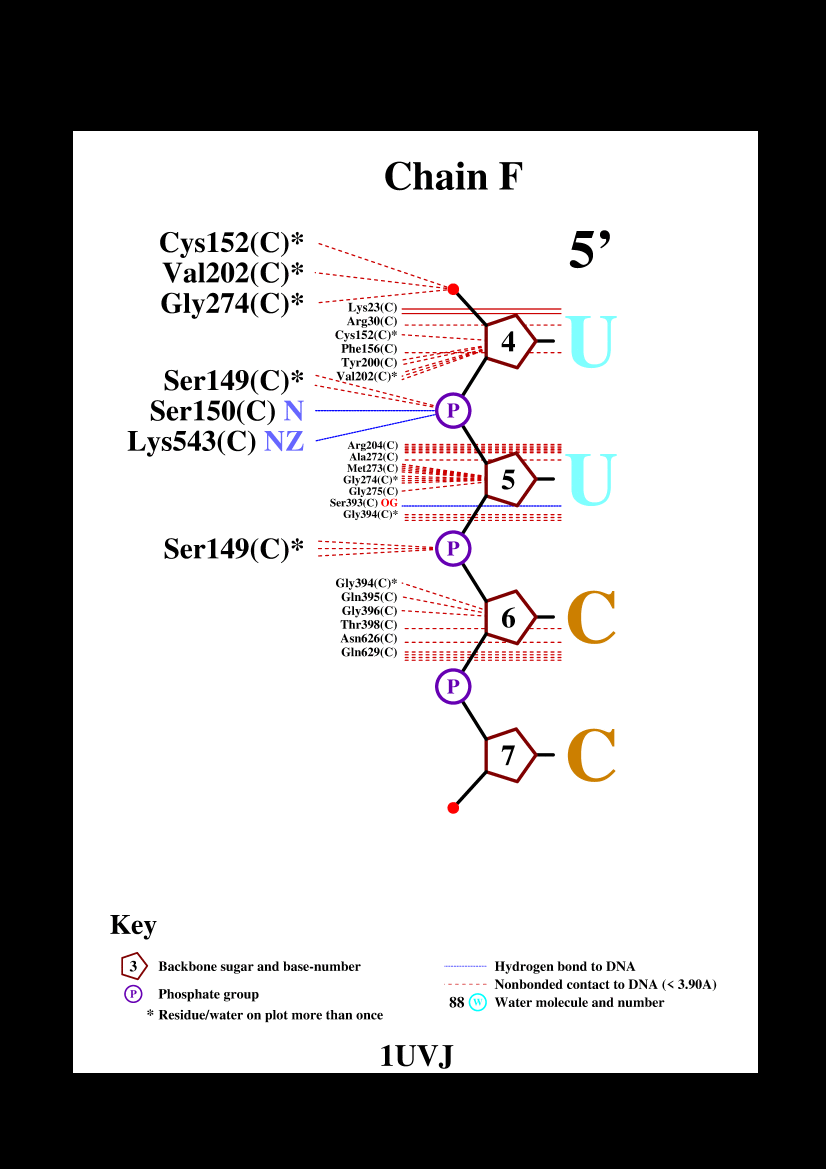 Chain F
5’
Cys152(C)*
Val202(C)*
Gly274(C)*
Lys23(C)
Arg30(C)
Cys152(C)*
Phe156(C)
Tyr200(C)
Val202(C)*
4 U
Ser149(C)*
Ser150(C) N
Lys543(C) NZ
P
Arg204(C)
Ala272(C)
Met273(C)
Gly274(C)*
Gly275(C)
Ser393(C) OG
Gly394(C)*
5 U
Ser149(C)*
P
Gly394(C)*
Gln395(C)
Gly396(C)
Thr398(C)
Asn626(C)
Gln629(C)
6 C
P
7 C
Key
3 Backbone sugar and base-number
P Phosphate group
* Residue/water on plot more than once
Hydrogen bond to DNA
Nonbonded contact to DNA (< 3.90A)
88 W Water molecule and number
1UVJ